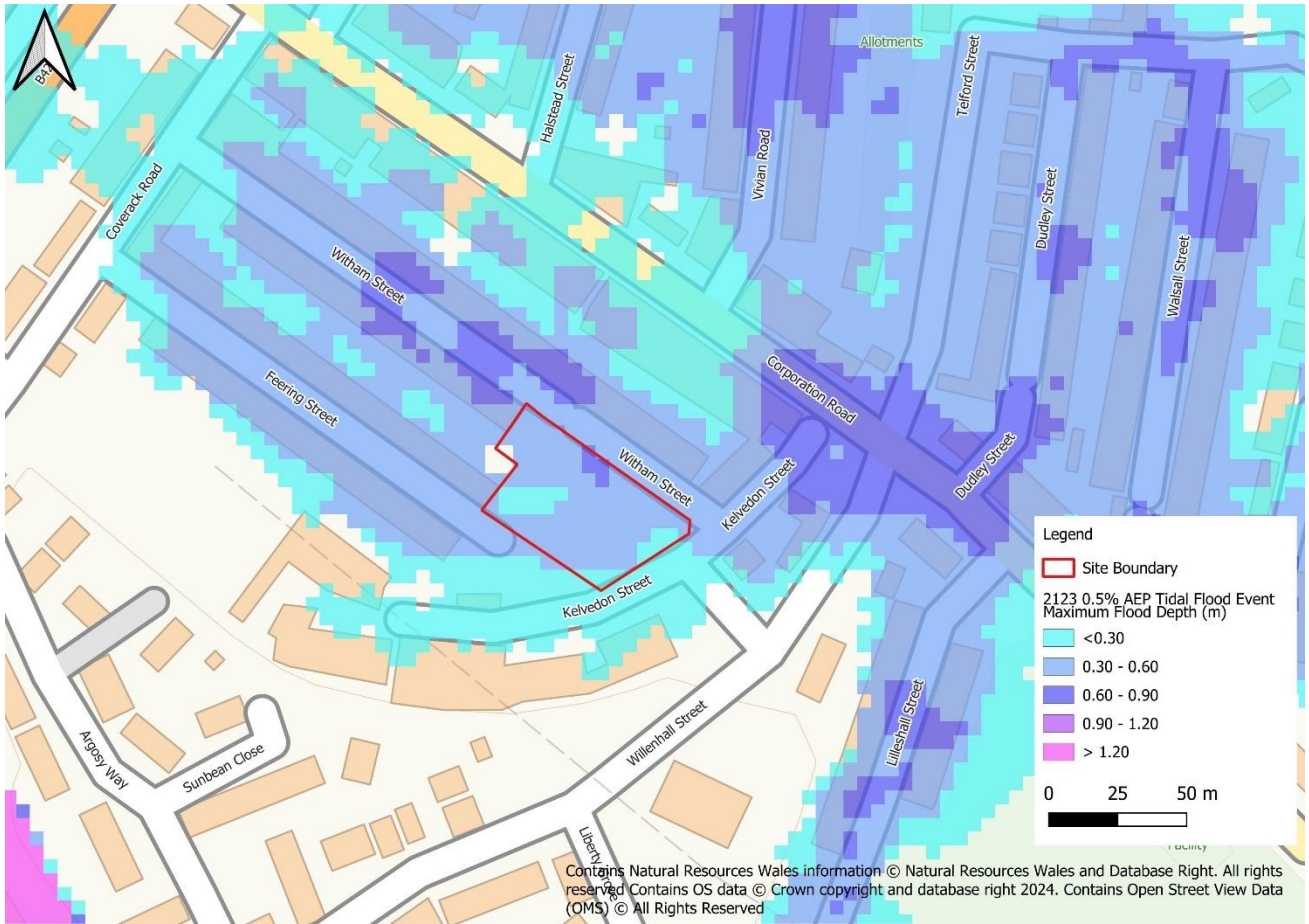 B42
Allotments
Halstead Street
Telford Street
Vivian Road
Dudley Street
Coverack Road
Walsall Street
Witham Street
Corporation Road
Feering Street
Witham Street
Dudley Street
Kelvedon Street
Kelvedon Street
Lilleshall Street
Willenhall Street
Argosy Way
Sunbean Close
Legend
Site Boundary
2123 0.5% AEP Tidal Flood Event
Maximum Flood Depth (m)
<0.30
0.30 - 0.60
0.60 - 0.90
0.90 - 1.20
> 1.20
0 25 50 m
Facility
Liberty
Contains Natural Resources Wales information © Natural Resources Wales and Database Right. All rights
reserved Contains OS data © Crown copyright and database right 2024. Contains Open Street View Data
(OMS) © All Rights Reserved